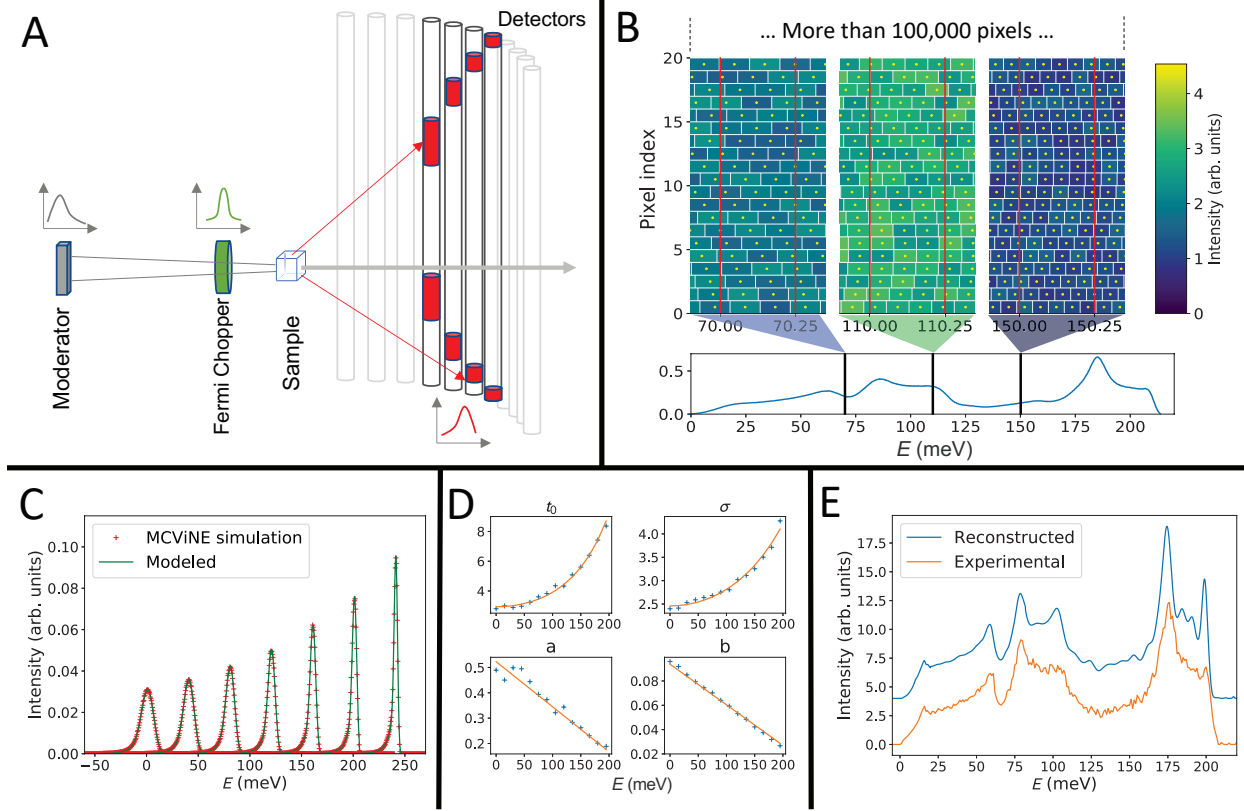 A
Detectors
Moderator
Fermi Chopper
Sample
B
... More than 100,000 pixels ...
Pixel index
20
15
10
5
0
70.00 70.25 110.00 110.25 150.00 150.25
4
3
2
1
0
Intensity (arb. units)
0.5
0.0
0 25 50 75 100 125 150 175 200
E (meV)
C
MCViNE simulation
Modeled
Intensity (arb. units)
0.10
0.08
0.06
0.04
0.02
0.00
−50 0 50 100 150 200 250
E (meV)
D
t₀
8
6
4
0 50 100 150 200
σ
4.0
3.5
3.0
2.5
0 50 100 150 200
a
0.5
0.4
0.3
0.2
0 50 100 150 200
b
0.08
0.06
0.04
0.02
0 50 100 150 200
E (meV)
E
Reconstructed
Experimental
Intensity (arb. units)
17.5
15.0
12.5
10.0
7.5
5.0
2.5
0.0
0 25 50 75 100 125 150 175 200
E (meV)